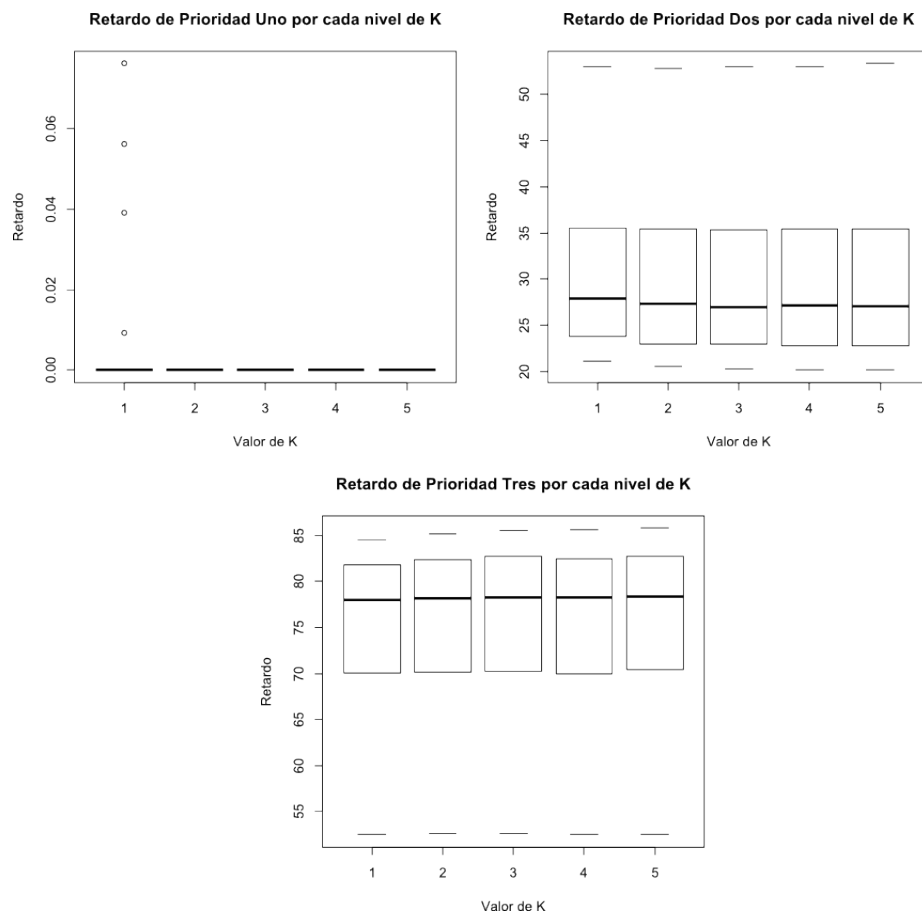 Retardo de Prioridad Uno por cada nivel de K
Retardo
0.00
0.02
0.04
0.06
1 2 3 4 5
Valor de K
Retardo de Prioridad Dos por cada nivel de K
Retardo
20
25
30
35
40
45
50
1 2 3 4 5
Valor de K
Retardo de Prioridad Tres por cada nivel de K
Retardo
55
60
65
70
75
80
85
1 2 3 4 5
Valor de K